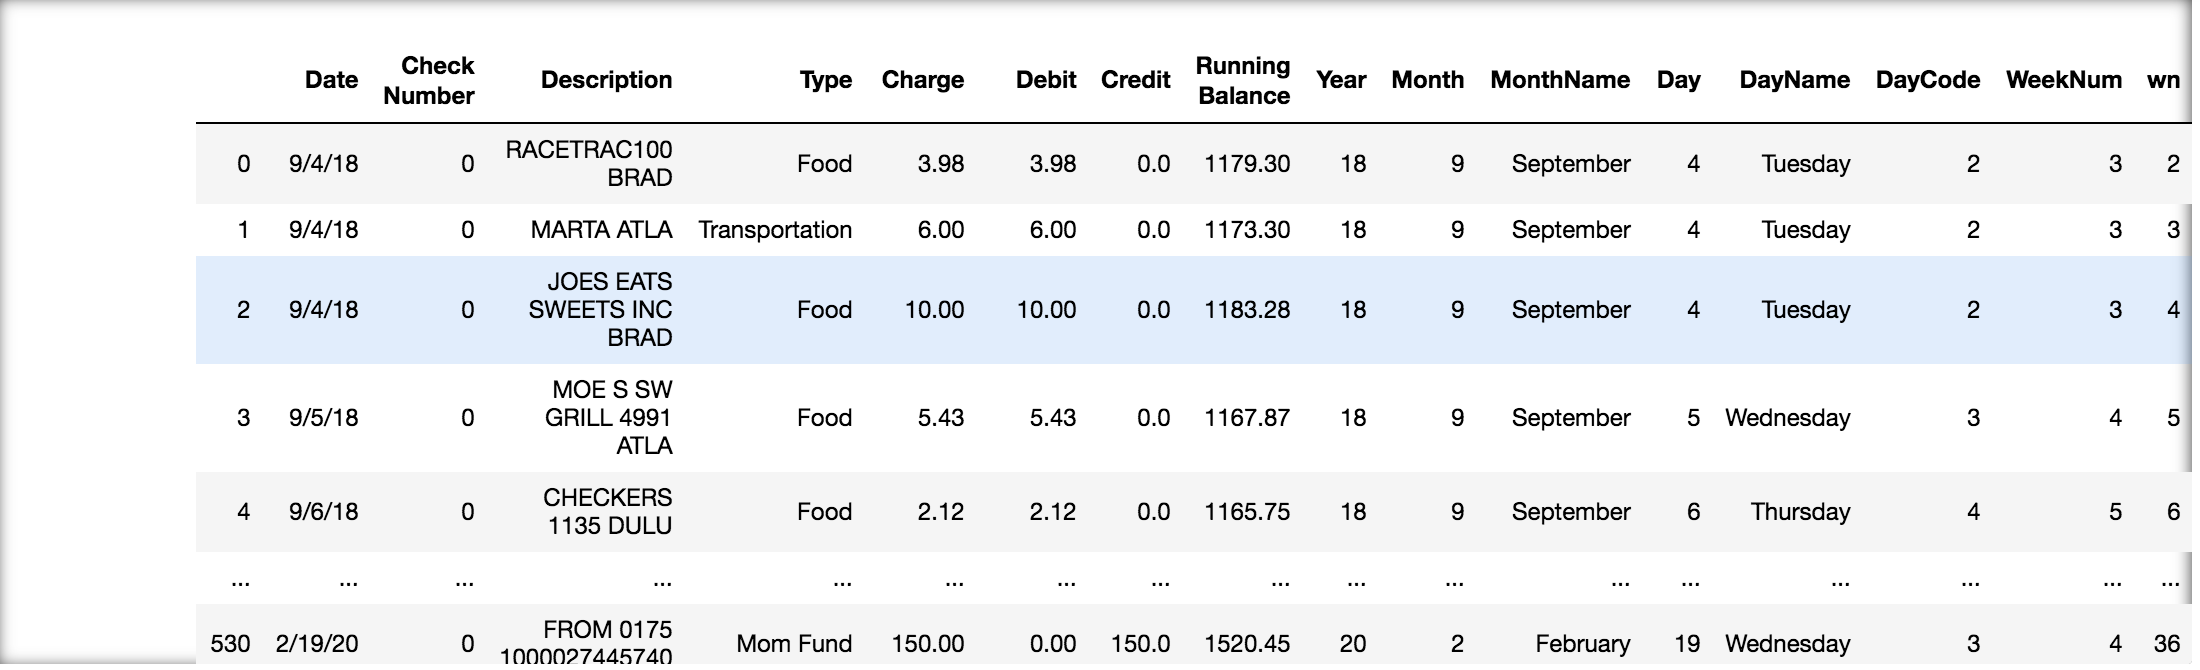 Date Check Number Description Type Charge Debit Credit Running Balance Year Month MonthName Day DayName DayCode WeekNum wn
0 9/4/18 0 RACETRAC100 BRAD Food 3.98 3.98 0.0 1179.30 18 9 September 4 Tuesday 2 3 2
1 9/4/18 0 MARTA ATLA Transportation 6.00 6.00 0.0 1173.30 18 9 September 4 Tuesday 2 3 3
2 9/4/18 0 JOES EATS SWEETS INC BRAD Food 10.00 10.00 0.0 1183.28 18 9 September 4 Tuesday 2 3 4
3 9/5/18 0 MOE S SW GRILL 4991 ATLA Food 5.43 5.43 0.0 1167.87 18 9 September 5 Wednesday 3 4 5
4 9/6/18 0 CHECKERS 1135 DULU Food 2.12 2.12 0.0 1165.75 18 9 September 6 Thursday 4 5 6
... ... ... ... ... ... ... ... ... ... ... ... ... ... ... ... ...
530 2/19/20 0 FROM 0175 1000027445740 Mom Fund 150.00 0.00 150.0 1520.45 20 2 February 19 Wednesday 3 4 36